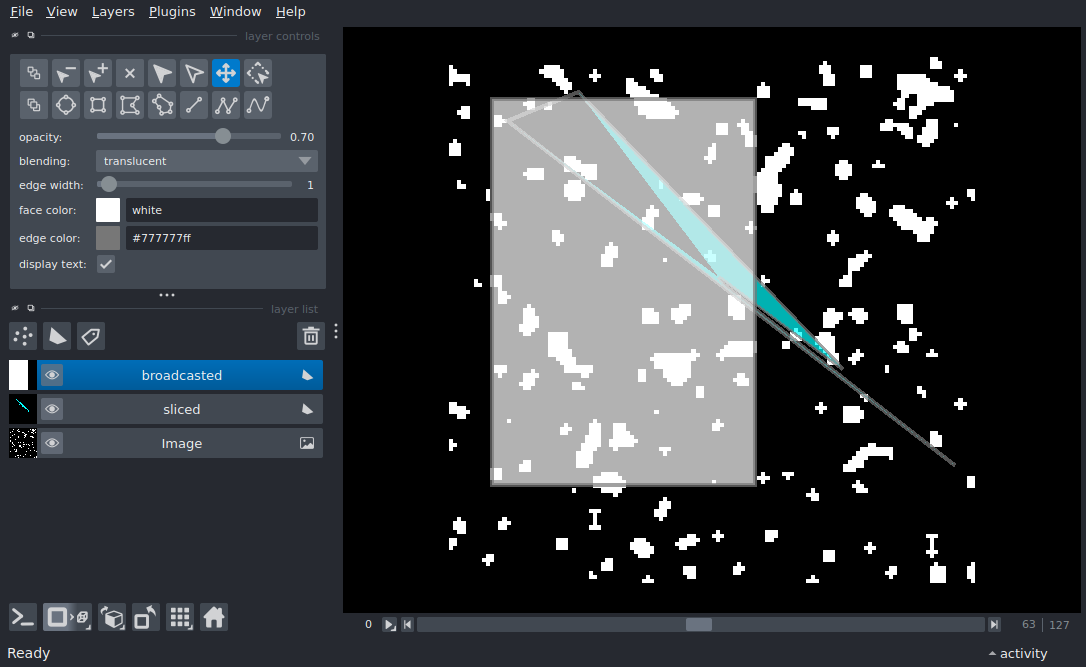 File View Layers Plugins Window Help
layer controls
opacity: 0.70
blending: translucent
edge width: 1
face color: white
edge color: #777777ff
display text:
layer list
broadcasted
sliced
Image
0 63 127
Ready activity